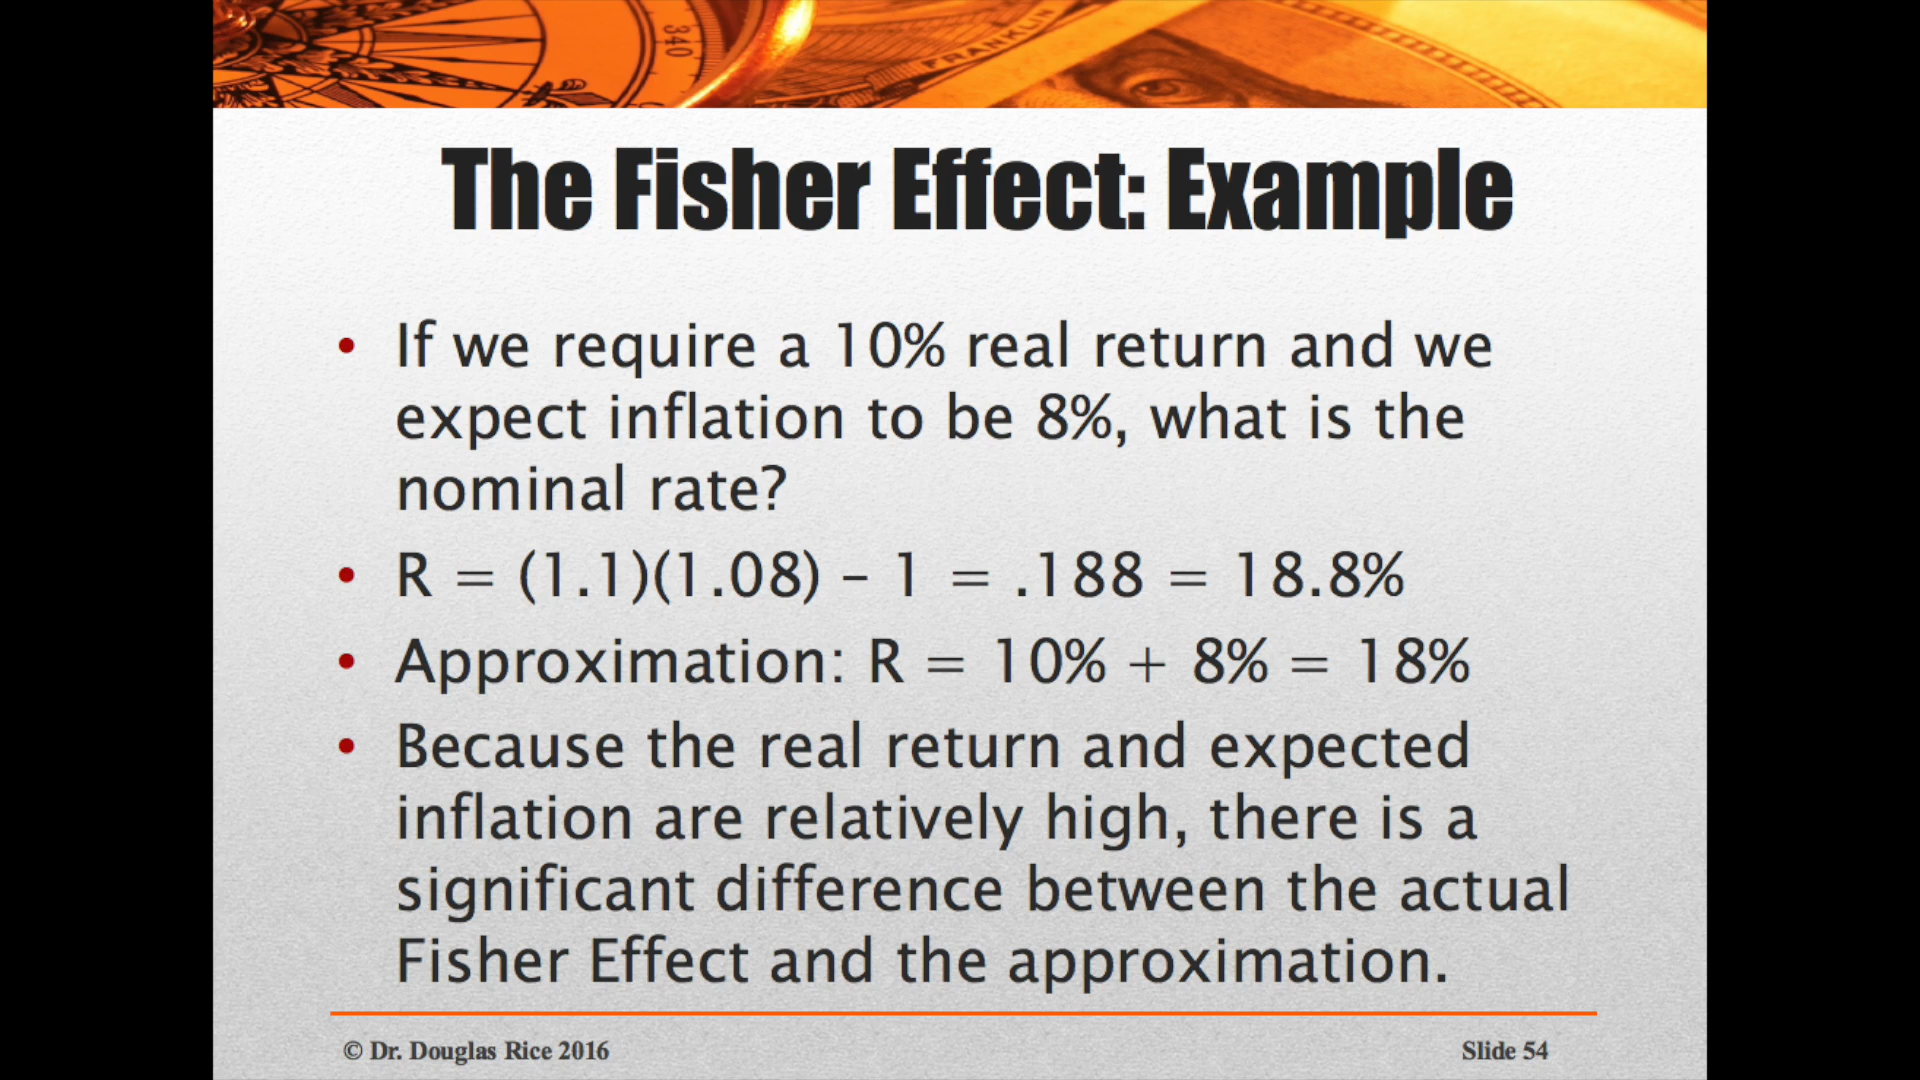 340
FRANKLIN
The Fisher Effect: Example
• If we require a 10% real return and we
expect inflation to be 8%, what is the
nominal rate?
• R = (1.1)(1.08) – 1 = .188 = 18.8%
• Approximation: R = 10% + 8% = 18%
• Because the real return and expected
inflation are relatively high, there is a
significant difference between the actual
Fisher Effect and the approximation.
© Dr. Douglas Rice 2016
Slide 54